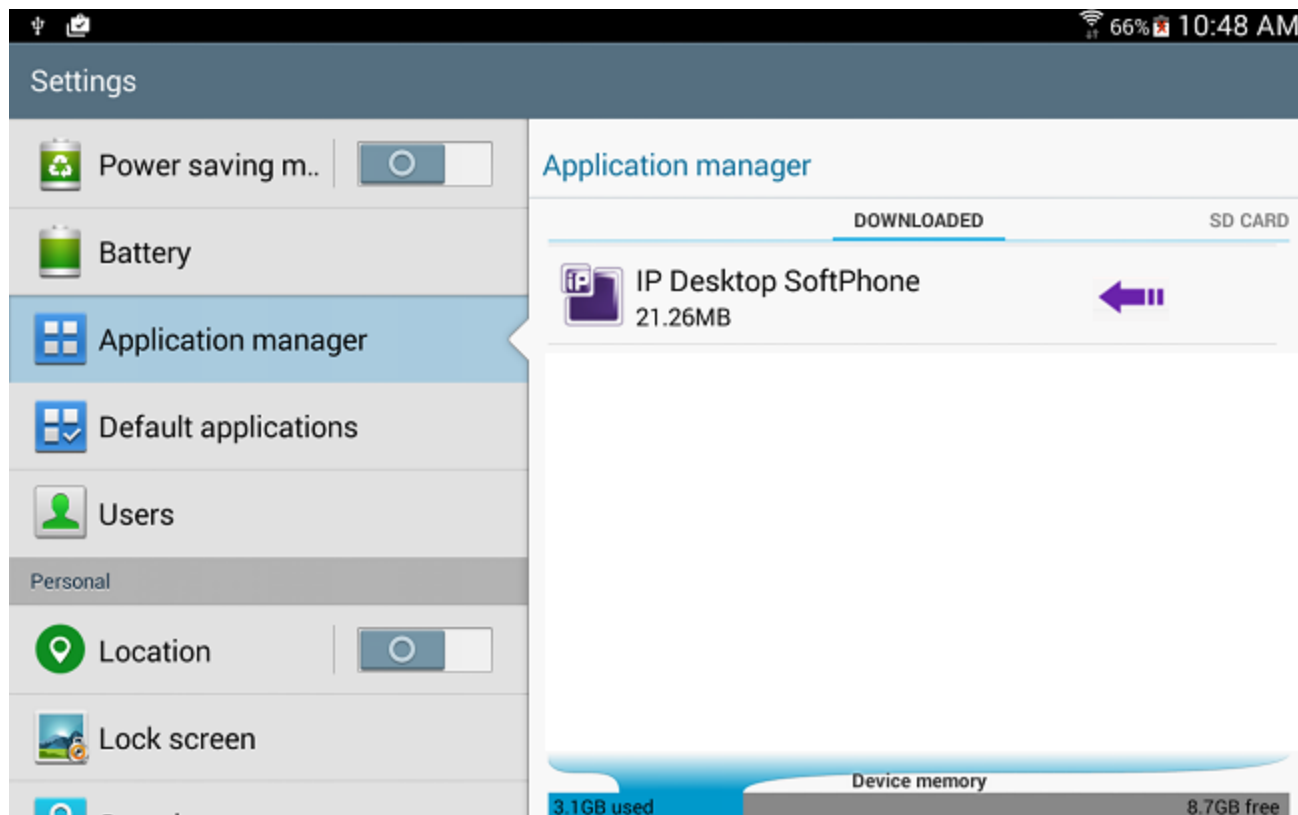 66% 10:48 AM
Settings
Power saving m..
Battery
Application manager
Default applications
Users
Personal
Location
Lock screen
Application manager
DOWNLOADED SD CARD
iP IP Desktop SoftPhone
21.26MB
Device memory
3.1GB used 8.7GB free